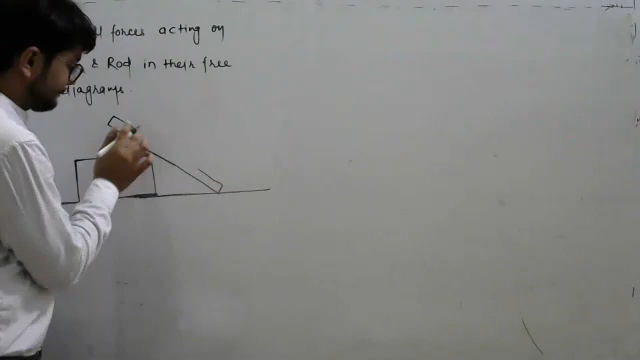 forces acting on
& Rod in their free
diagrams.